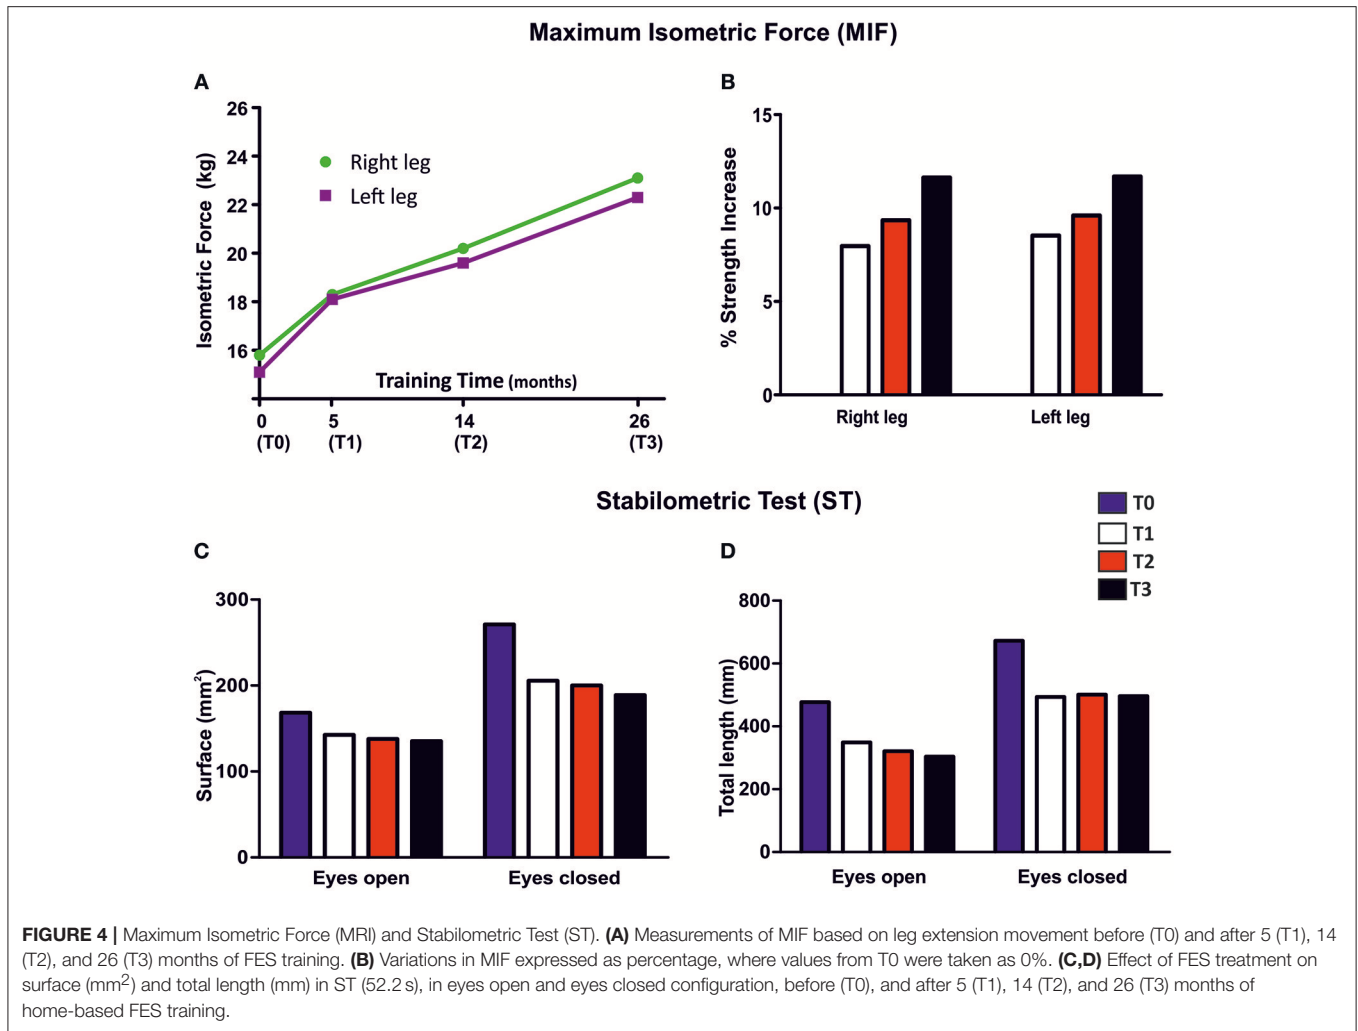 Maximum Isometric Force (MIF)
A
26
24
22
20
18
16
Isometric Force (kg)
Right leg
Left leg
Training Time (months)
0 5 14 26
(T0) (T1) (T2) (T3)
B
15
10
5
0
% Strength Increase
Right leg Left leg
Stabilometric Test (ST)
T0
T1
T2
T3
C
300
200
100
0
Surface (mm²)
Eyes open Eyes closed
D
800
600
400
200
0
Total length (mm)
Eyes open Eyes closed
FIGURE 4 | Maximum Isometric Force (MRI) and Stabilometric Test (ST). (A) Measurements of MIF based on leg extension movement before (T0) and after 5 (T1), 14
(T2), and 26 (T3) months of FES training. (B) Variations in MIF expressed as percentage, where values from T0 were taken as 0%. (C,D) Effect of FES treatment on
surface (mm²) and total length (mm) in ST (52.2 s), in eyes open and eyes closed configuration, before (T0), and after 5 (T1), 14 (T2), and 26 (T3) months of
home-based FES training.